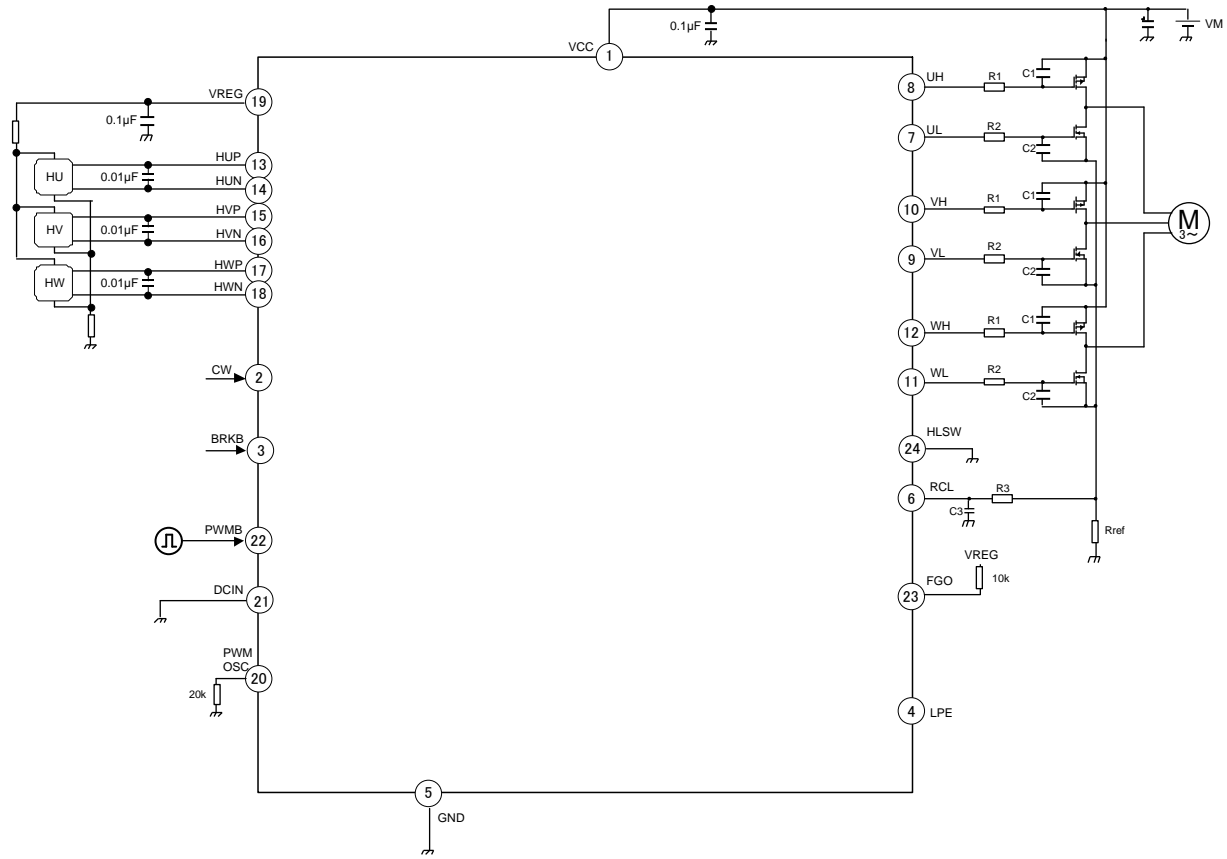 VCC
1
0.1µF
VM
VREG
19
0.1µF
HU
HUP
13
0.01µF
HUN
14
HV
HVP
15
0.01µF
HVN
16
HW
HWP
17
0.01µF
HWN
18
CW
2
BRKB
3
PWMB
22
DCIN
21
PWM
OSC
20
20k
5
GND
8
UH
R1
C1
7
UL
R2
C2
10
VH
R1
C1
9
VL
R2
C2
12
WH
R1
C1
11
WL
R2
C2
M
3~
24
HLSW
6
RCL
R3
C3
Rref
VREG
10k
23
FGO
4
LPE